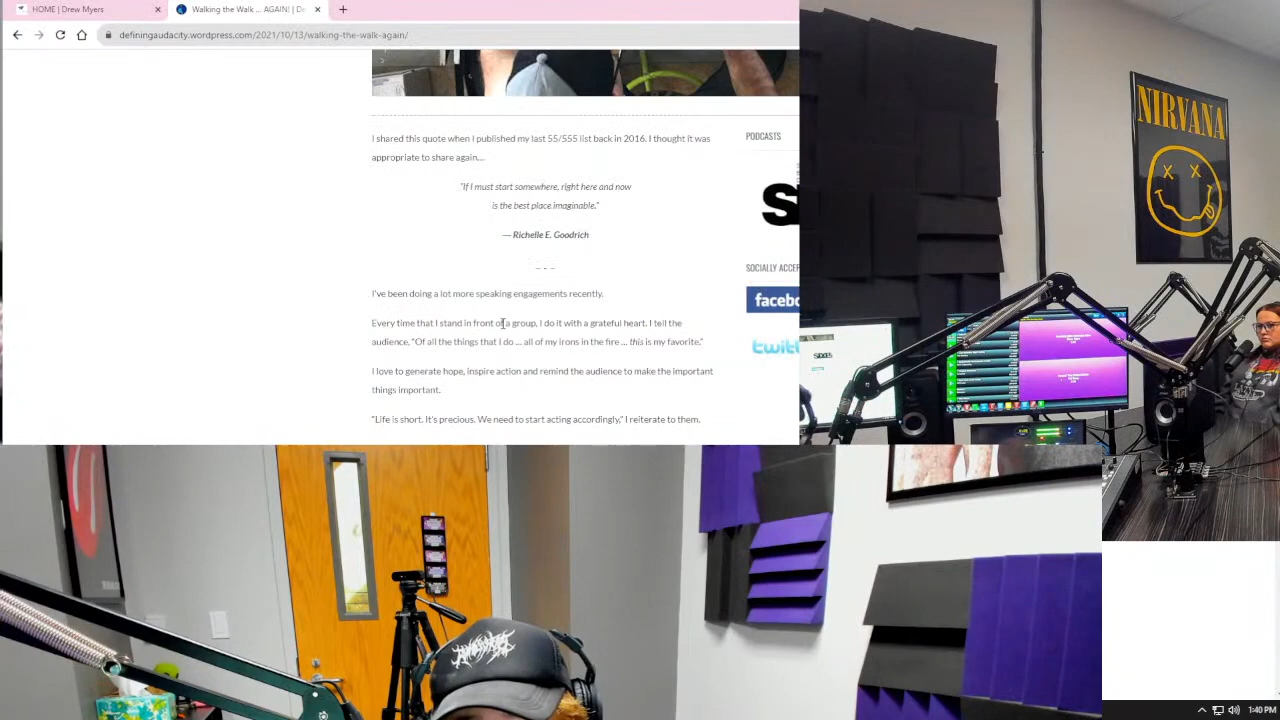 HOME | Drew Myers
Walking the Walk ... AGAIN! | De
definingaudacity.wordpress.com/2021/10/13/walking-the-walk-again/
I shared this quote when I published my last 55/555 list back in 2016. I thought it was
appropriate to share again....
"If I must start somewhere, right here and now
is the best place imaginable."
― Richelle E. Goodrich
_ . _
I've been doing a lot more speaking engagements recently.
Every time that I stand in front of a group, I do it with a grateful heart. I tell the
audience, "Of all the things that I do ... all of my irons in the fire ... this is my favorite."
I love to generate hope, inspire action and remind the audience to make the important
things important.
"Life is short. It's precious. We need to start acting accordingly," I reiterate to them.
PODCASTS
SOCIALLY ACCEP
facebo
twitt
NIRVANA
1:40 PM